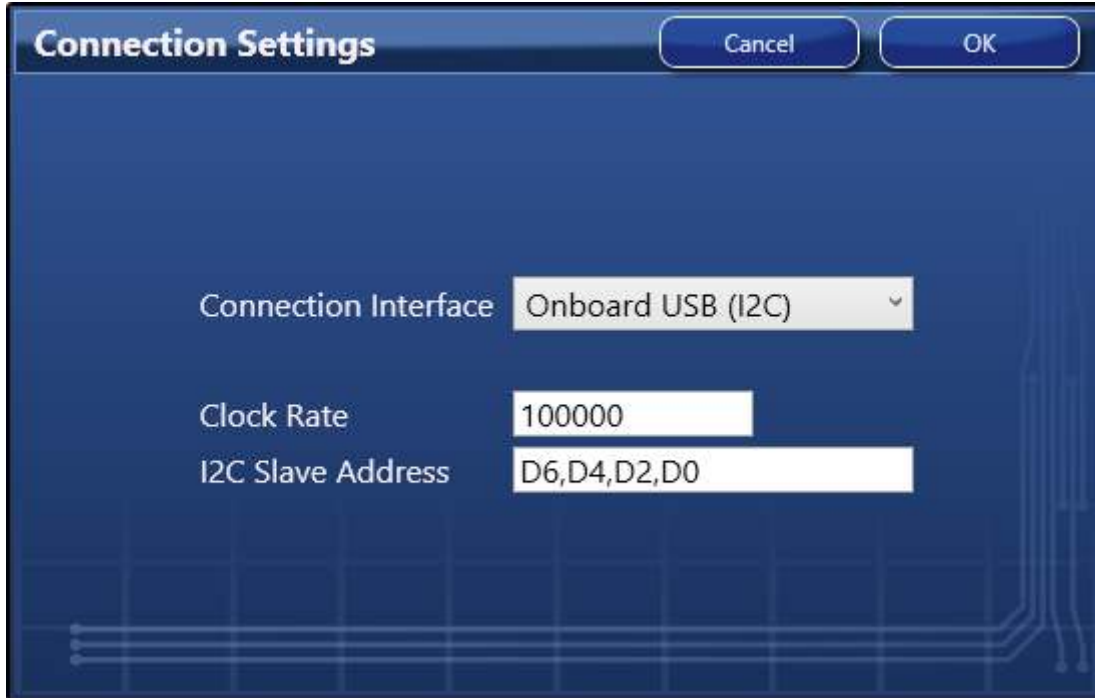 Connection Settings Cancel OK
Connection Interface Onboard USB (I2C)
Clock Rate 100000
I2C Slave Address D6,D4,D2,D0